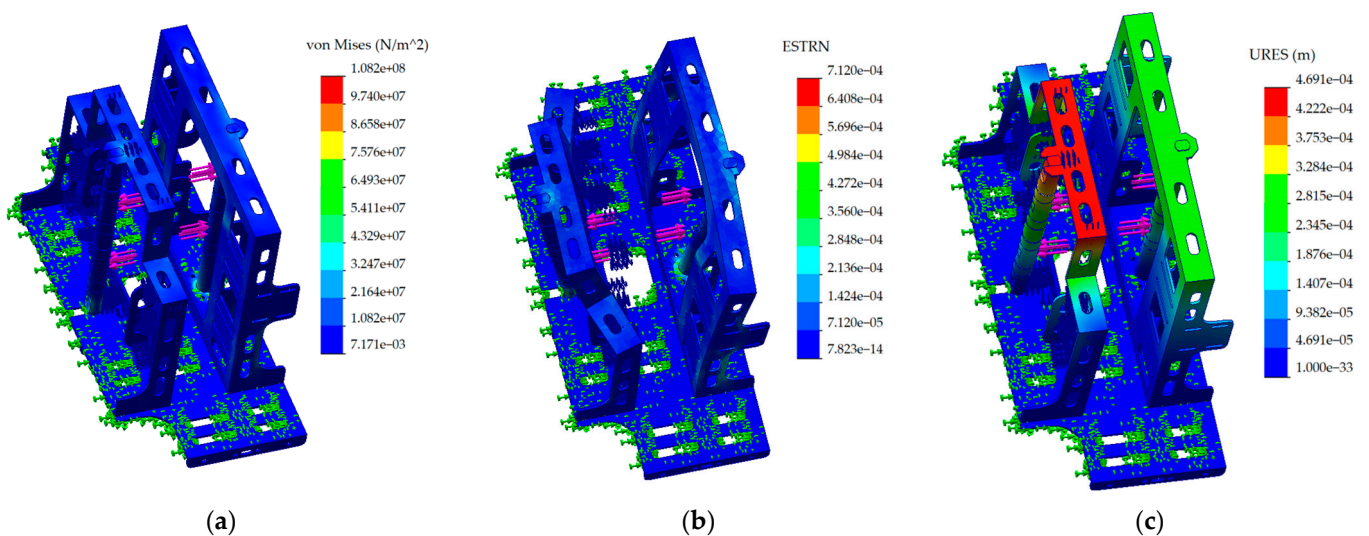 von Mises (N/m^2)
1.082e+08
9.740e+07
8.658e+07
7.576e+07
6.493e+07
5.411e+07
4.329e+07
3.247e+07
2.164e+07
1.082e+07
7.171e−03
(a)
ESTRN
7.120e−04
6.408e−04
5.696e−04
4.984e−04
4.272e−04
3.560e−04
2.848e−04
2.136e−04
1.424e−04
7.120e−05
7.823e−14
(b)
URES (m)
4.691e−04
4.222e−04
3.753e−04
3.284e−04
2.815e−04
2.345e−04
1.876e−04
1.407e−04
9.382e−05
4.691e−05
1.000e−33
(c)